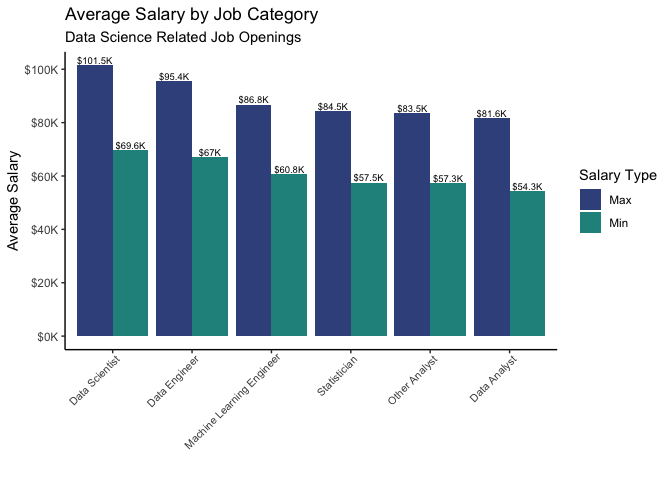 Average Salary by Job Category
Data Science Related Job Openings
Average Salary
$100K
$80K
$60K
$40K
$20K
$0K
$101.5K
$69.6K
$95.4K
$67K
$86.8K
$60.8K
$84.5K
$57.5K
$83.5K
$57.3K
$81.6K
$54.3K
Data Scientist
Data Engineer
Machine Learning Engineer
Statistician
Other Analyst
Data Analyst
Salary Type
Max
Min